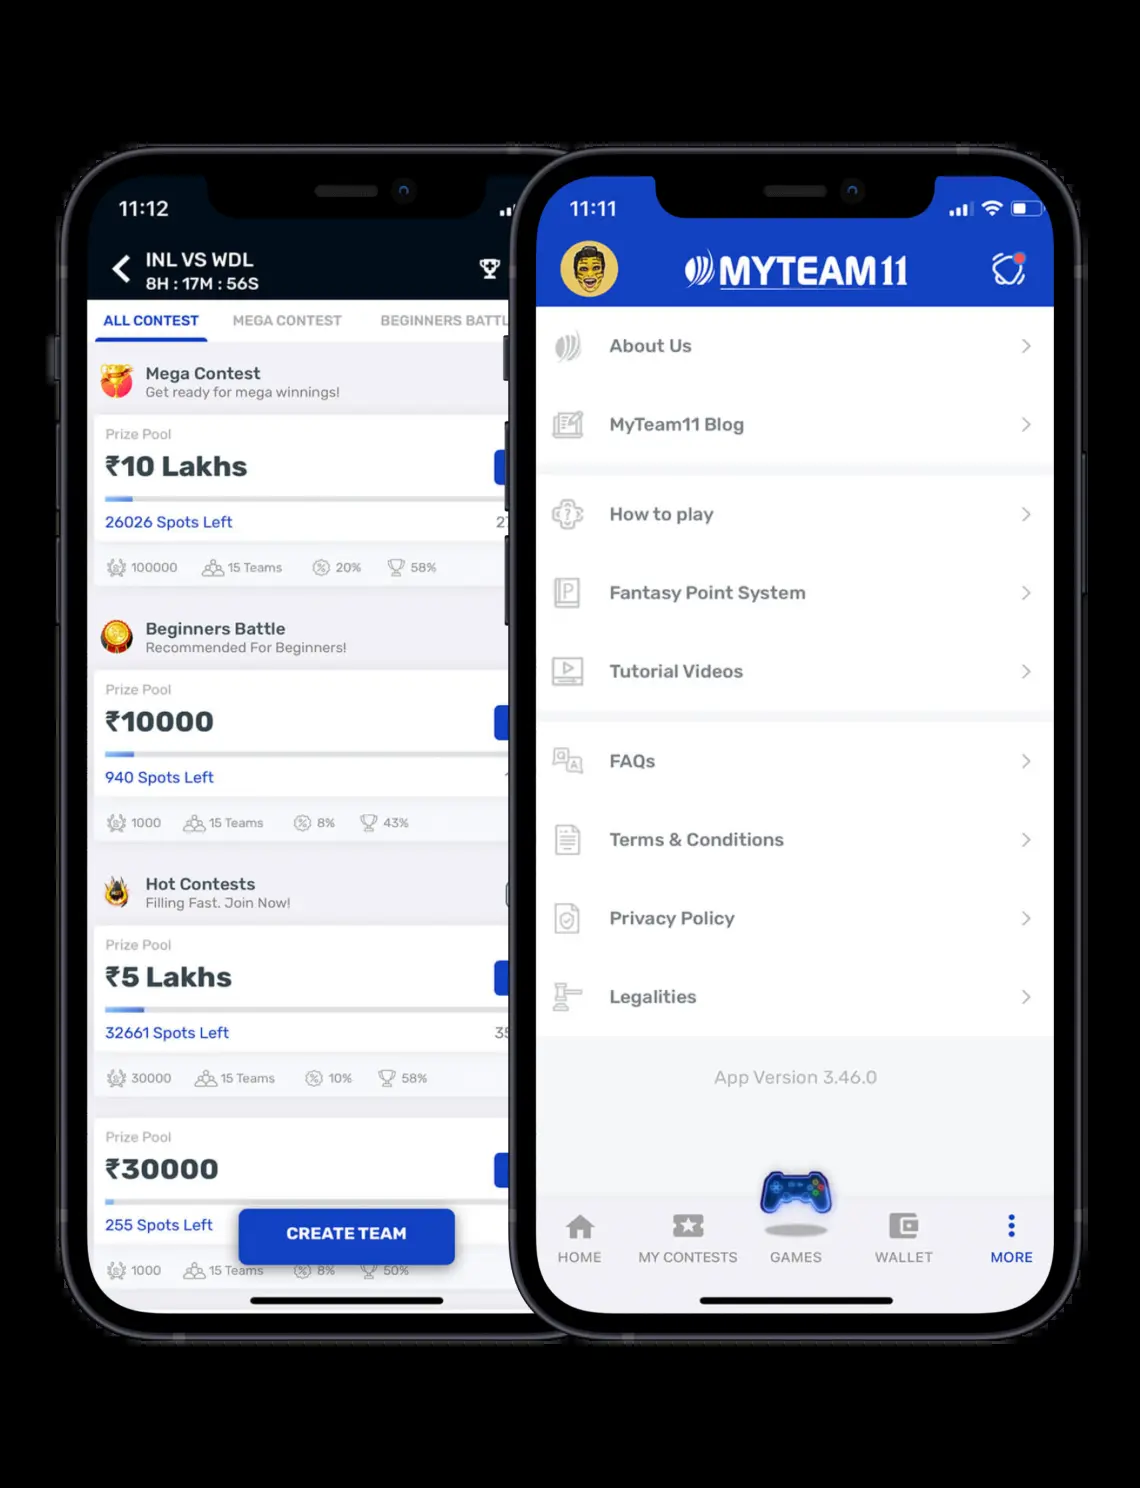 11:12
INL VS WDL
8H : 17M : 56S
ALL CONTEST MEGA CONTEST BEGINNERS BATTL
Mega Contest
Get ready for mega winnings!
Prize Pool
₹10 Lakhs
26026 Spots Left
100000 15 Teams 20% 58%
Beginners Battle
Recommended For Beginners!
Prize Pool
₹10000
940 Spots Left
1000 15 Teams 8% 43%
Hot Contests
Filling Fast. Join Now!
Prize Pool
₹5 Lakhs
32661 Spots Left 35
30000 15 Teams 10% 58%
Prize Pool
₹30000
255 Spots Left
CREATE TEAM
1000 15 Teams 8% 50%
11:11
MYTEAM11
About Us
MyTeam11 Blog
How to play
P
Fantasy Point System
Tutorial Videos
Q A
FAQs
Terms & Conditions
Privacy Policy
Legalities
App Version 3.46.0
HOME MY CONTESTS GAMES WALLET MORE